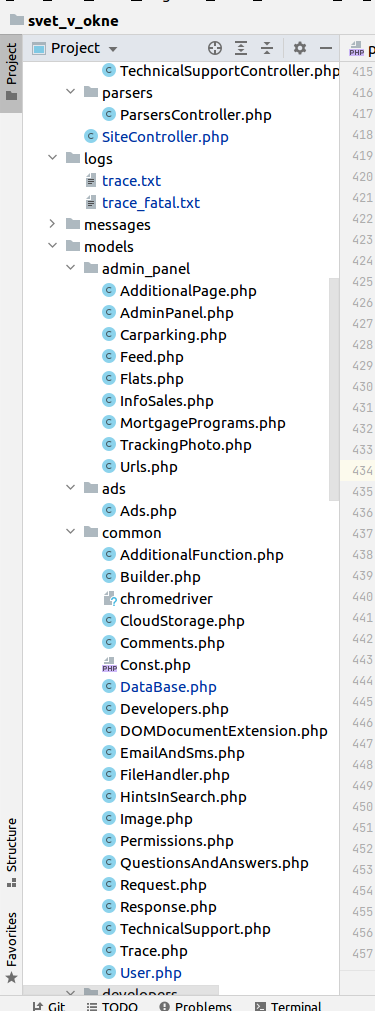 svet_v_okne
Project
Project
TechnicalSupportController.php
parsers
ParsersController.php
SiteController.php
logs
trace.txt
trace_fatal.txt
messages
models
admin_panel
AdditionalPage.php
AdminPanel.php
Carparking.php
Feed.php
Flats.php
InfoSales.php
MortgagePrograms.php
TrackingPhoto.php
Urls.php
ads
Ads.php
common
AdditionalFunction.php
Builder.php
chromedriver
CloudStorage.php
Comments.php
PHP Const.php
DataBase.php
Developers.php
DOMDocumentExtension.php
EmailAndSms.php
FileHandler.php
HintsInSearch.php
Image.php
Permissions.php
QuestionsAndAnswers.php
Request.php
Response.php
TechnicalSupport.php
Trace.php
User.php
developers
Structure
Favorites
PHP p
415
416
417
418
419
420
421
422
423
424
425
426
427
428
429
430
431
432
433
434
435
436
437
438
439
440
441
442
443
444
445
446
447
448
449
450
451
452
453
454
455
456
457
Git TODO Problems Terminal